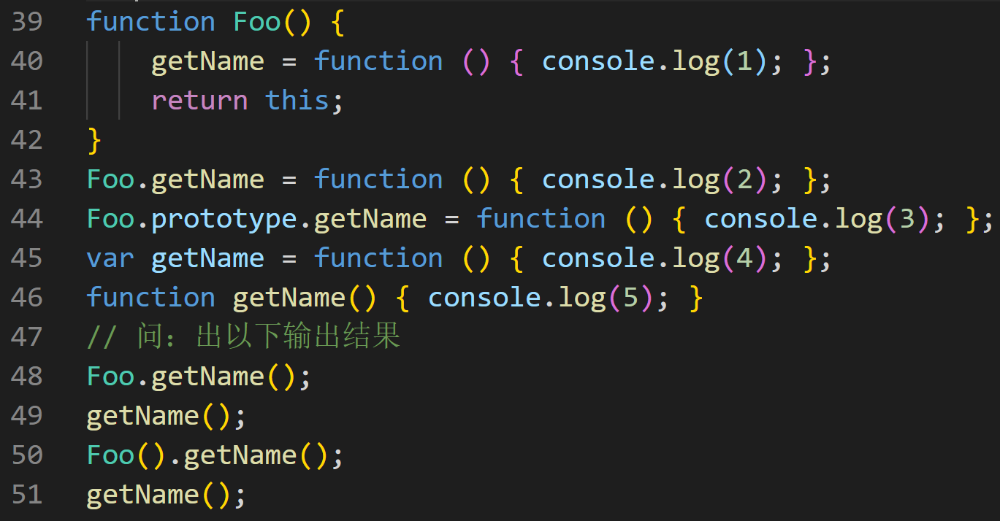 39 function Foo() {
40     getName = function () { console.log(1); };
41     return this;
42 }
43 Foo.getName = function () { console.log(2); };
44 Foo.prototype.getName = function () { console.log(3); };
45 var getName = function () { console.log(4); };
46 function getName() { console.log(5); }
47 // 问：出以下输出结果
48 Foo.getName();
49 getName();
50 Foo().getName();
51 getName();